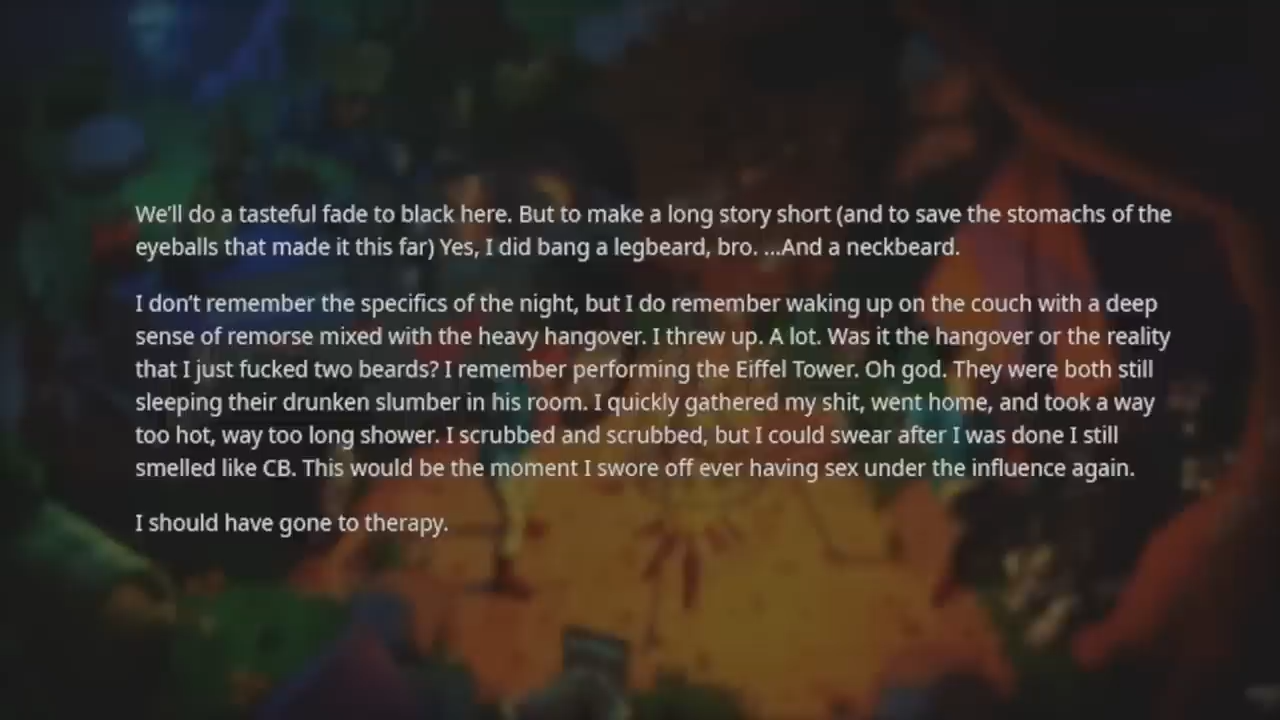 We'll do a tasteful fade to black here. But to make a long story short (and to save the stomachs of the
eyeballs that made it this far) Yes, I did bang a legbeard, bro. ...And a neckbeard.
I don't remember the specifics of the night, but I do remember waking up on the couch with a deep
sense of remorse mixed with the heavy hangover. I threw up. A lot. Was it the hangover or the reality
that I just fucked two beards? I remember performing the Eiffel Tower. Oh god. They were both still
sleeping their drunken slumber in his room. I quickly gathered my shit, went home, and took a way
too hot, way too long shower. I scrubbed and scrubbed, but I could swear after I was done I still
smelled like CB. This would be the moment I swore off ever having sex under the influence again.
I should have gone to therapy.